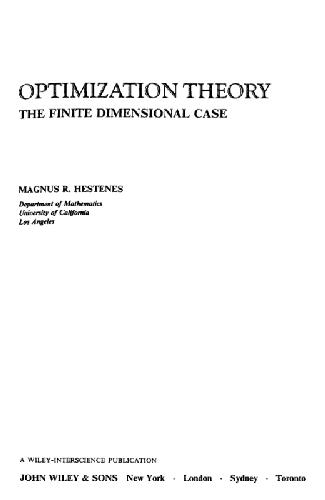 OPTIMIZATION THEORY
THE FINITE DIMENSIONAL CASE
MAGNUS R. HESTENES
Department of Mathematics
University of California
Los Angeles
A WILEY-INTERSCIENCE PUBLICATION
JOHN WILEY & SONS New York · London · Sydney · Toronto